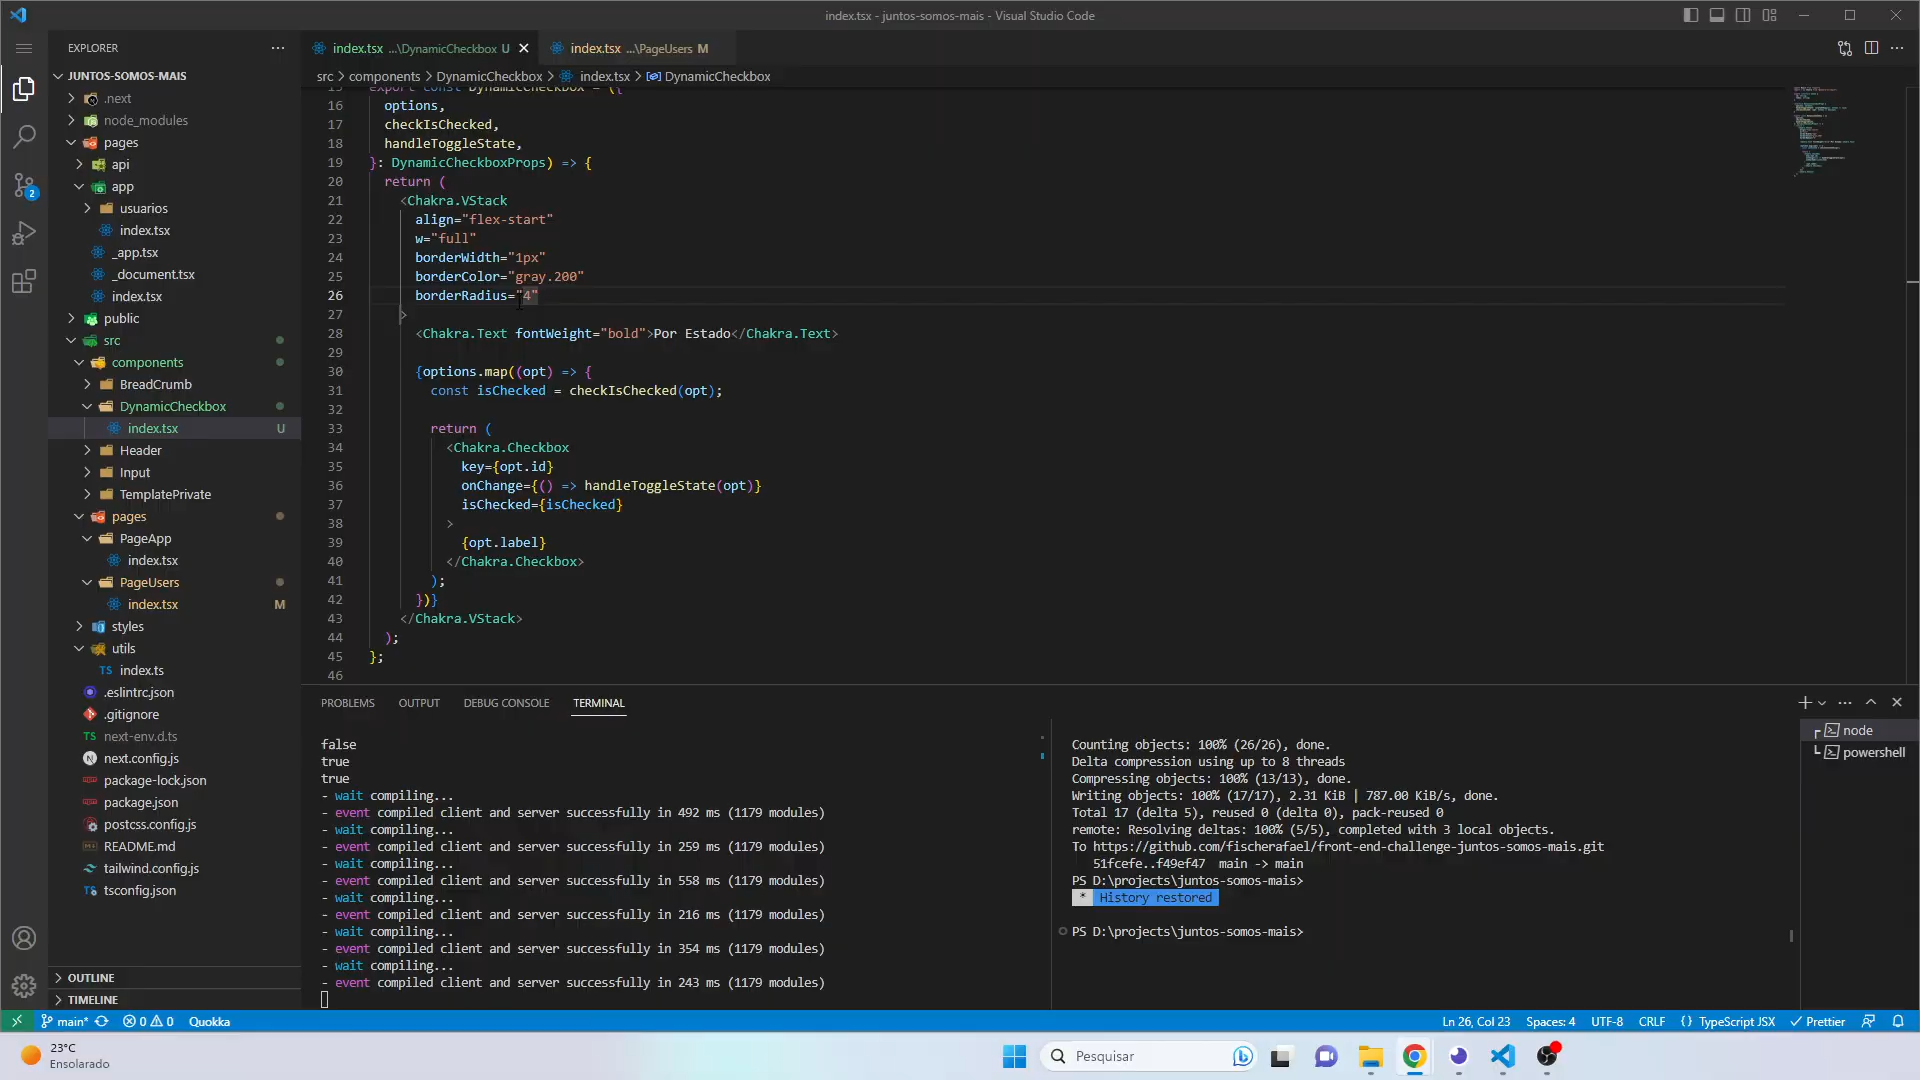 index.tsx - juntos-somos-mais - Visual Studio Code
EXPLORER
JUNTOS-SOMOS-MAIS
.next
node_modules
pages
api
app
usuarios
index.tsx
_app.tsx
_document.tsx
index.tsx
public
src
components
BreadCrumb
DynamicCheckbox
index.tsx U
Header
Input
TemplatePrivate
pages
PageApp
index.tsx
PageUsers
index.tsx M
styles
utils
TS index.ts
.eslintrc.json
.gitignore
TS next-env.d.ts
next.config.js
package-lock.json
package.json
postcss.config.js
README.md
tailwind.config.js
tsconfig.json
OUTLINE
TIMELINE
2
index.tsx ...\DynamicCheckbox U
index.tsx ...\PageUsers M
src > components > DynamicCheckbox > index.tsx > DynamicCheckbox
15 export const DynamicCheckbox = ({
16 options,
17 checkIsChecked,
18 handleToggleState,
19 }: DynamicCheckboxProps) => {
20 return (
21 <Chakra.VStack
22 align="flex-start"
23 w="full"
24 borderWidth="1px"
25 borderColor="gray.200"
26 borderRadius="4"
27 >
28 <Chakra.Text fontWeight="bold">Por Estado</Chakra.Text>
29
30 {options.map((opt) => {
31 const isChecked = checkIsChecked(opt);
32
33 return (
34 <Chakra.Checkbox
35 key={opt.id}
36 onChange={() => handleToggleState(opt)}
37 isChecked={isChecked}
38 >
39 {opt.label}
40 </Chakra.Checkbox>
41 );
42 })}
43 </Chakra.VStack>
44 );
45 };
46
PROBLEMS OUTPUT DEBUG CONSOLE TERMINAL
false
true
true
- wait compiling...
- event compiled client and server successfully in 492 ms (1179 modules)
- wait compiling...
- event compiled client and server successfully in 259 ms (1179 modules)
- wait compiling...
- event compiled client and server successfully in 558 ms (1179 modules)
- wait compiling...
- event compiled client and server successfully in 216 ms (1179 modules)
- wait compiling...
- event compiled client and server successfully in 354 ms (1179 modules)
- wait compiling...
- event compiled client and server successfully in 243 ms (1179 modules)
Counting objects: 100% (26/26), done.
Delta compression using up to 8 threads
Compressing objects: 100% (13/13), done.
Writing objects: 100% (17/17), 2.31 KiB | 787.00 KiB/s, done.
Total 17 (delta 5), reused 0 (delta 0), pack-reused 0
remote: Resolving deltas: 100% (5/5), completed with 3 local objects.
To https://github.com/fischerafael/front-end-challenge-juntos-somos-mais.git
51fcefe..f49ef47 main -> main
PS D:\projects\juntos-somos-mais>
* History restored
PS D:\projects\juntos-somos-mais>
node
powershell
main* 0 0 Quokka
Ln 26, Col 23 Spaces: 4 UTF-8 CRLF {} TypeScript JSX Prettier
23°C
Ensolarado
Pesquisar